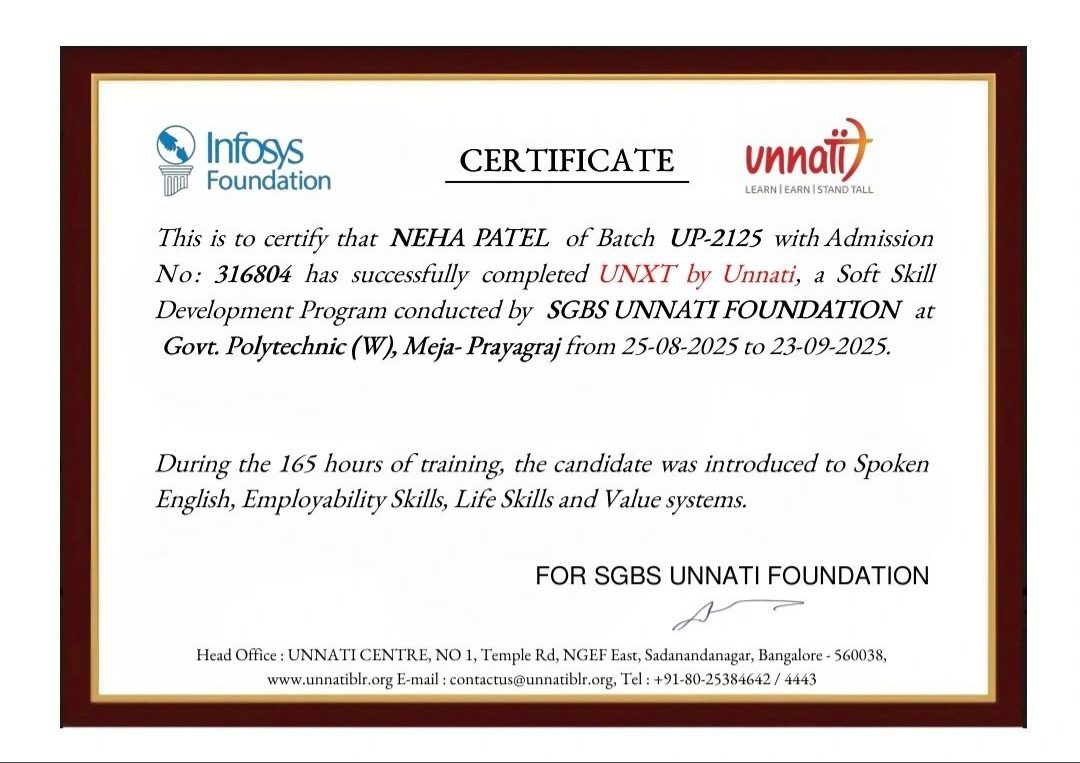 Infosys
Foundation
CERTIFICATE
unnati
LEARN | EARN | STAND TALL
This is to certify that NEHA PATEL of Batch UP-2125 with Admission
No: 316804 has successfully completed UNXT by Unnati, a Soft Skill
Development Program conducted by SGBS UNNATI FOUNDATION at
Govt. Polytechnic (W), Meja- Prayagraj from 25-08-2025 to 23-09-2025.
During the 165 hours of training, the candidate was introduced to Spoken
English, Employability Skills, Life Skills and Value systems.
FOR SGBS UNNATI FOUNDATION
Head Office : UNNATI CENTRE, NO 1, Temple Rd, NGEF East, Sadanandanagar, Bangalore - 560038,
www.unnatiblr.org E-mail : contactus@unnatiblr.org, Tel : +91-80-25384642 / 4443